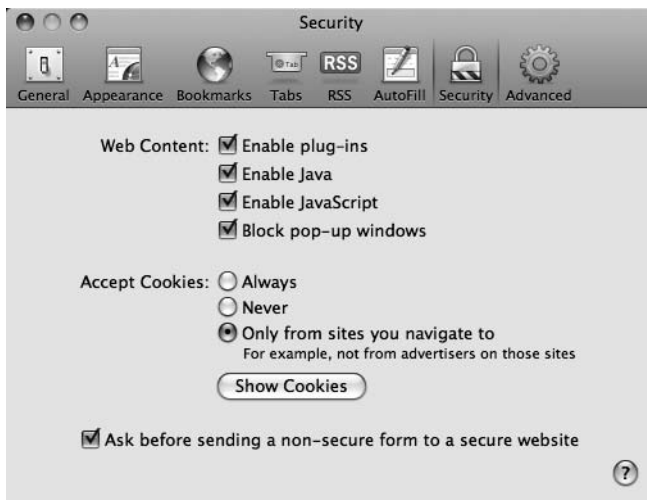 Security
Tab RSS
General Appearance Bookmarks Tabs RSS AutoFill Security Advanced
Web Content: Enable plug-ins
Enable Java
Enable JavaScript
Block pop-up windows
Accept Cookies: Always
Never
Only from sites you navigate to
For example, not from advertisers on those sites
Show Cookies
Ask before sending a non-secure form to a secure website
?